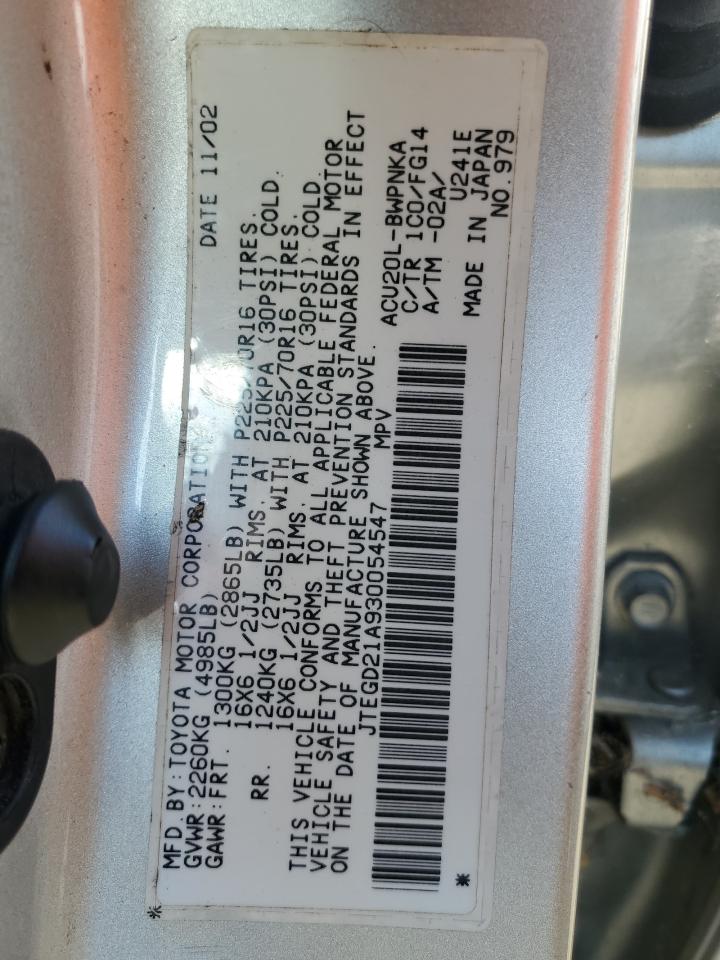 MFD.BY:TOYOTA MOTOR CORPORATION DATE 11/02
GVWR:2260KG (4985LB)
GAWR:FRT. 1300KG (2865LB) WITH P225/70R16 TIRES.
16X6 1/2JJ RIMS, AT 210KPA (30PSI) COLD.
RR. 1240KG (2735LB) WITH P225/70R16 TIRES.
16X6 1/2JJ RIMS, AT 210KPA (30PSI) COLD.
THIS VEHICLE CONFORMS TO ALL APPLICABLE FEDERAL MOTOR
VEHICLE SAFETY AND THEFT PREVENTION STANDARDS IN EFFECT
ON THE DATE OF MANUFACTURE SHOWN ABOVE.
JTEGD21A930054547 MPV
ACU20L-BWPNKA
C/TR 1C0/FG14
A/TM -02A/
U241E
MADE IN JAPAN
NO.979